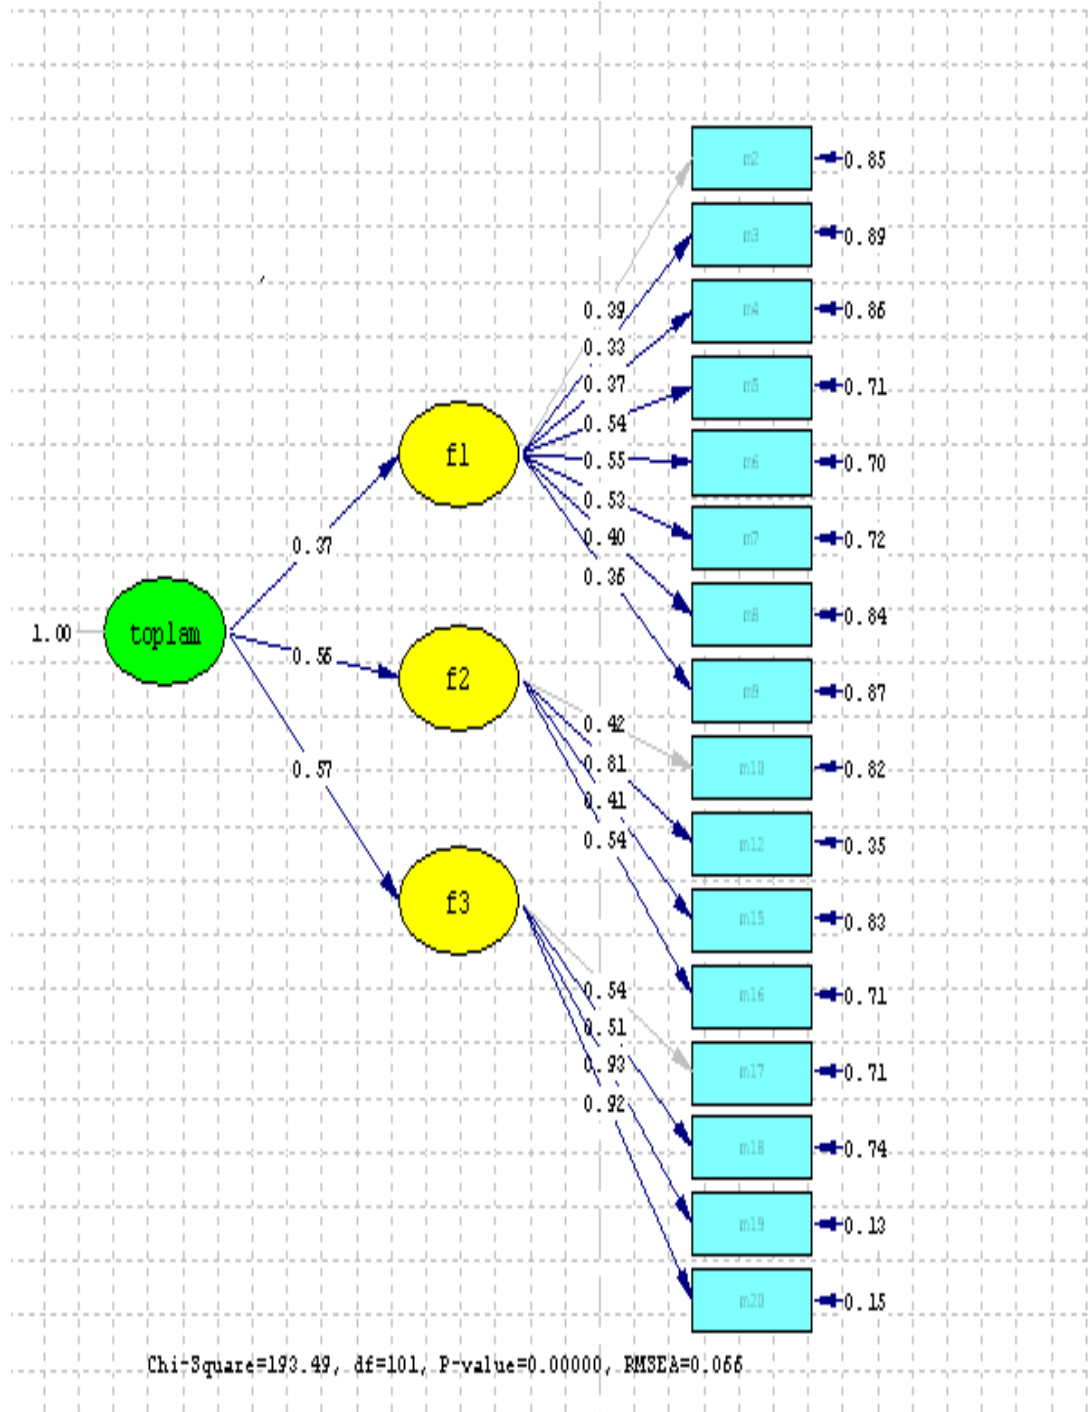 m2
0.85
m3
0.89
m4
0.86
0.39
0.33
0.37
m5
0.71
0.54
f1
0.55
m6
0.70
0.53
0.40
m7
0.72
0.37
0.36
m8
0.84
1.00
toplam
0.56
f2
m9
0.87
0.42
0.81
m10
0.82
0.57
0.41
0.54
m12
0.35
f3
m15
0.83
0.54
m16
0.71
0.51
0.93
m17
0.71
0.92
m18
0.74
m19
0.13
m20
0.15
Chi-Square=193.49, df=101, P-value=0.00000, RMSEA=0.066